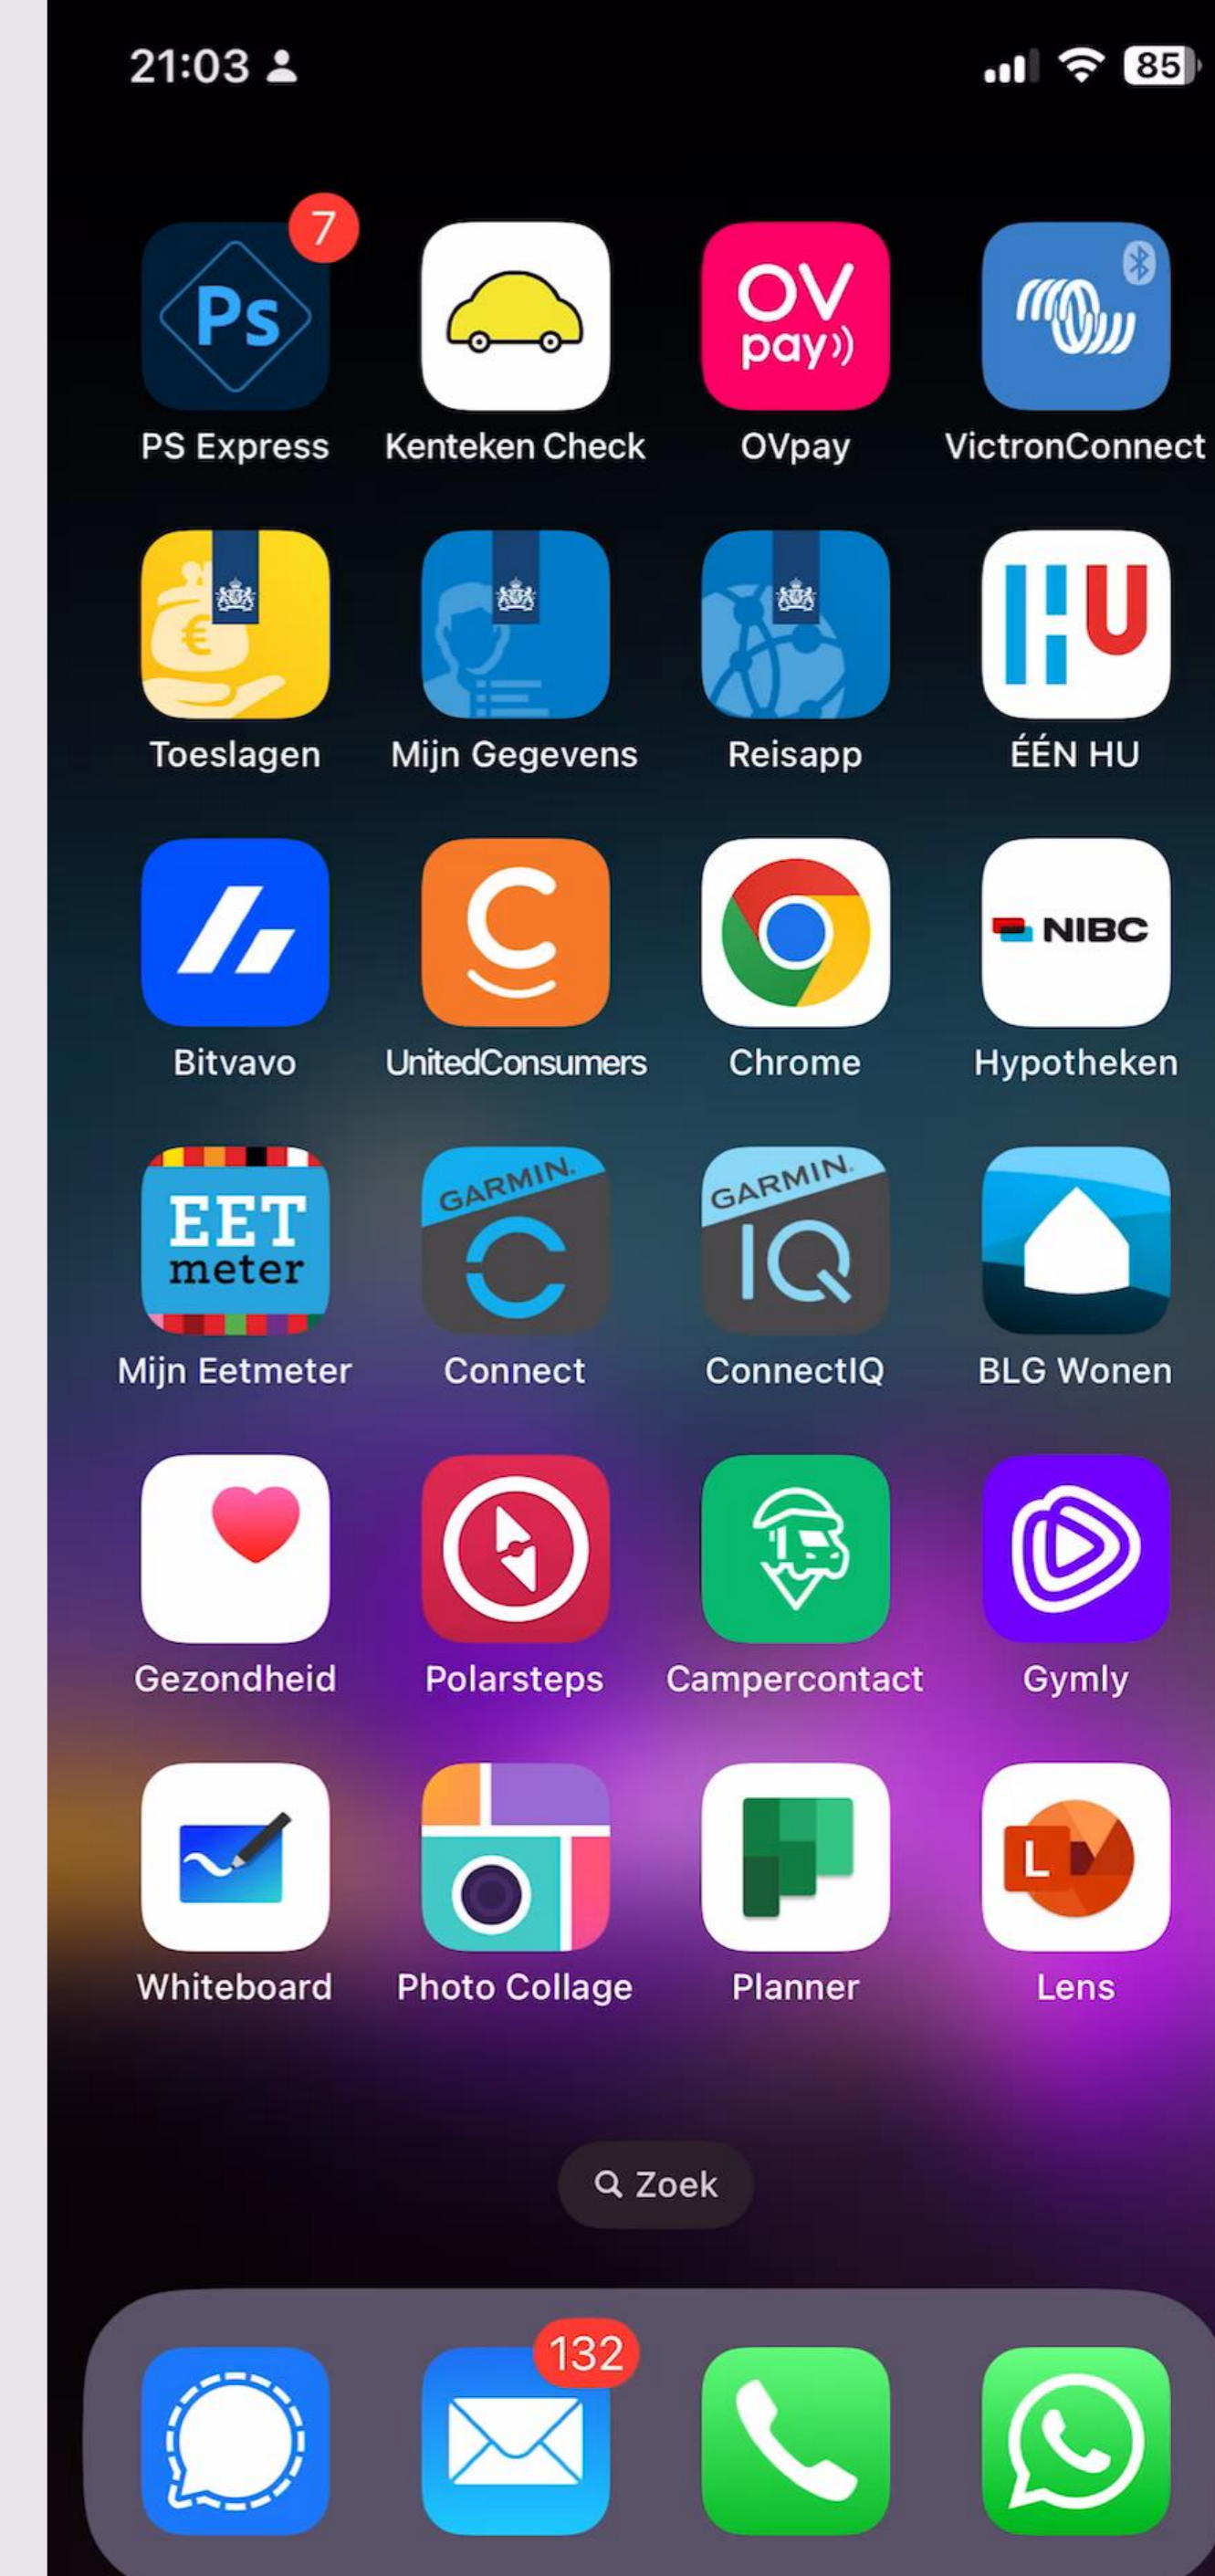 21:03
85
7
Ps
OV
pay
PS Express
Kenteken Check
OVpay
VictronConnect
€
HU
Toeslagen
Mijn Gegevens
Reisapp
ÉÉN HU
C
NIBC
Bitvavo
UnitedConsumers
Chrome
Hypotheken
EET
meter
GARMIN.
C
GARMIN.
IQ
Mijn Eetmeter
Connect
ConnectIQ
BLG Wonen
Gezondheid
Polarsteps
Campercontact
Gymly
L
Whiteboard
Photo Collage
Planner
Lens
Zoek
132